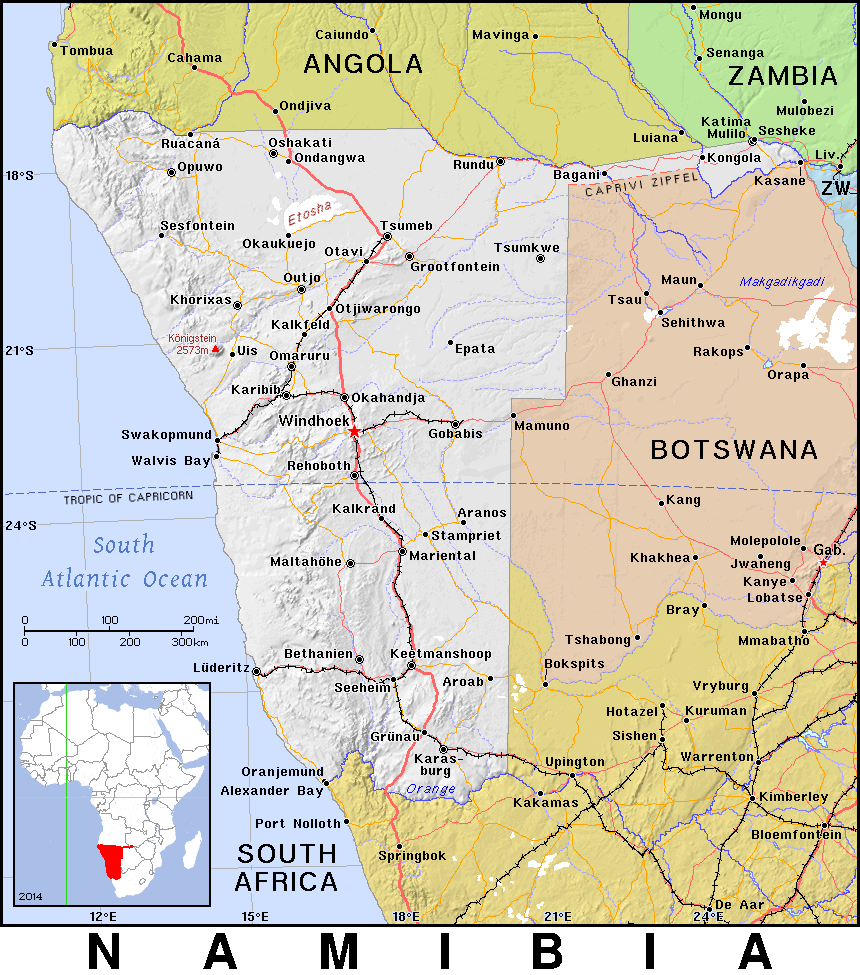 Mongu
Caiundo
Mavinga
Tombua
Cahama
ANGOLA
Senanga
ZAMBIA
Ondjiva
Mulobezi
Katima
Mulilo
Sesheke
Luiana
Ruacaná
Oshakati
Ondangwa
Rundu
Kongola
Liv.
Opuwo
Bagani
CAPRIVI ZIPFEL
Kasane
ZW
18°S
Etosha
Sesfontein
Okaukuejo
Tsumeb
Otavi
Tsumkwe
Grootfontein
Outjo
Maun
Makgadikgadi
Khorixas
Otjiwarongo
Tsau
Sehithwa
Kalkfeld
Königstein
2573m
Uis
21°S
Epata
Rakops
Omaruru
Orapa
Ghanzi
Karibib
Okahandja
Windhoek
Mamuno
Swakopmund
Gobabis
BOTSWANA
Walvis Bay
Rehoboth
TROPIC OF CAPRICORN
Kang
Kalkrand
Aranos
24°S
Stampriet
South
Atlantic Ocean
Molepolole
Gab.
Mariental
Maltahöhe
Khakhea
Jwaneng
Kanye
Lobatse
Bray
0 100 200mi
0 100 200 300km
Tshabong
Mmabatho
Bethanien
Keetmanshoop
Lüderitz
Bokspits
Seeheim
Aroab
Vryburg
Hotazel
Kuruman
Grünau
Sishen
Karas-
burg
Warrenton
Oranjemund
Upington
Alexander Bay
Orange
Kakamas
Kimberley
Port Nolloth
Bloemfontein
SOUTH
AFRICA
Springbok
2014
De Aar
12°E
15°E
18°E
21°E
24°E
NAMIBIA